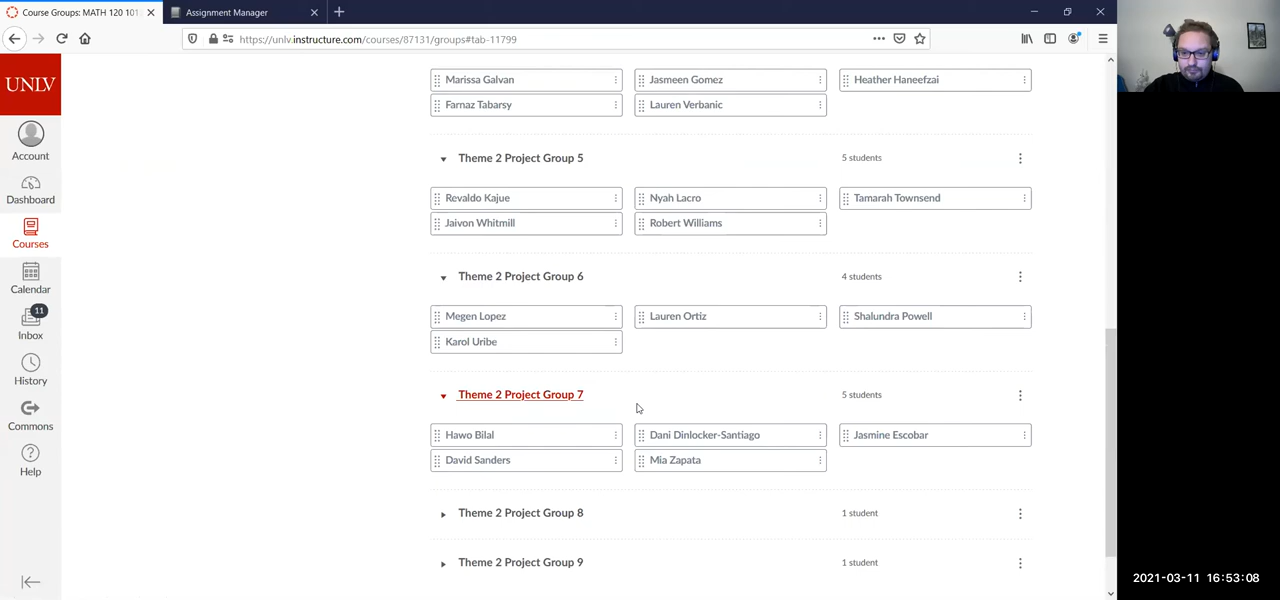 Course Groups: MATH 120 101
Assignment Manager
https://unlv.instructure.com/courses/87131/groups#tab-11799
UNLV
Account
Dashboard
Courses
Calendar
11
Inbox
History
Commons
Help
Marissa Galvan
Jasmeen Gomez
Heather Haneefzai
Farnaz Tabarsy
Lauren Verbanic
Theme 2 Project Group 5
5 students
Revaldo Kajue
Nyah Lacro
Tamarah Townsend
Jaivon Whitmill
Robert Williams
Theme 2 Project Group 6
4 students
Megen Lopez
Lauren Ortiz
Shalundra Powell
Karol Uribe
Theme 2 Project Group 7
5 students
Hawo Bilal
Dani Dinlocker-Santiago
Jasmine Escobar
David Sanders
Mia Zapata
Theme 2 Project Group 8
1 student
Theme 2 Project Group 9
1 student
2021-03-11 16:53:08